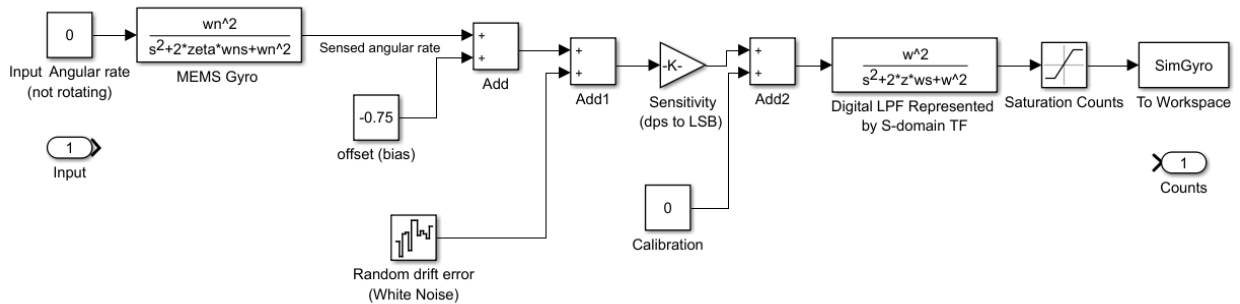 0
Input Angular rate
(not rotating)
wn^2
s²+2*zeta*wns+wn^2
MEMS Gyro
Sensed angular rate
+
+
Add
-0.75
offset (bias)
Random drift error
(White Noise)
+
+
Add1
-K-
Sensitivity
(dps to LSB)
0
Calibration
+
+
Add2
w^2
s²+2*z*ws+w^2
Digital LPF Represented
by S-domain TF
Saturation Counts
SimGyro
To Workspace
1
Input
1
Counts